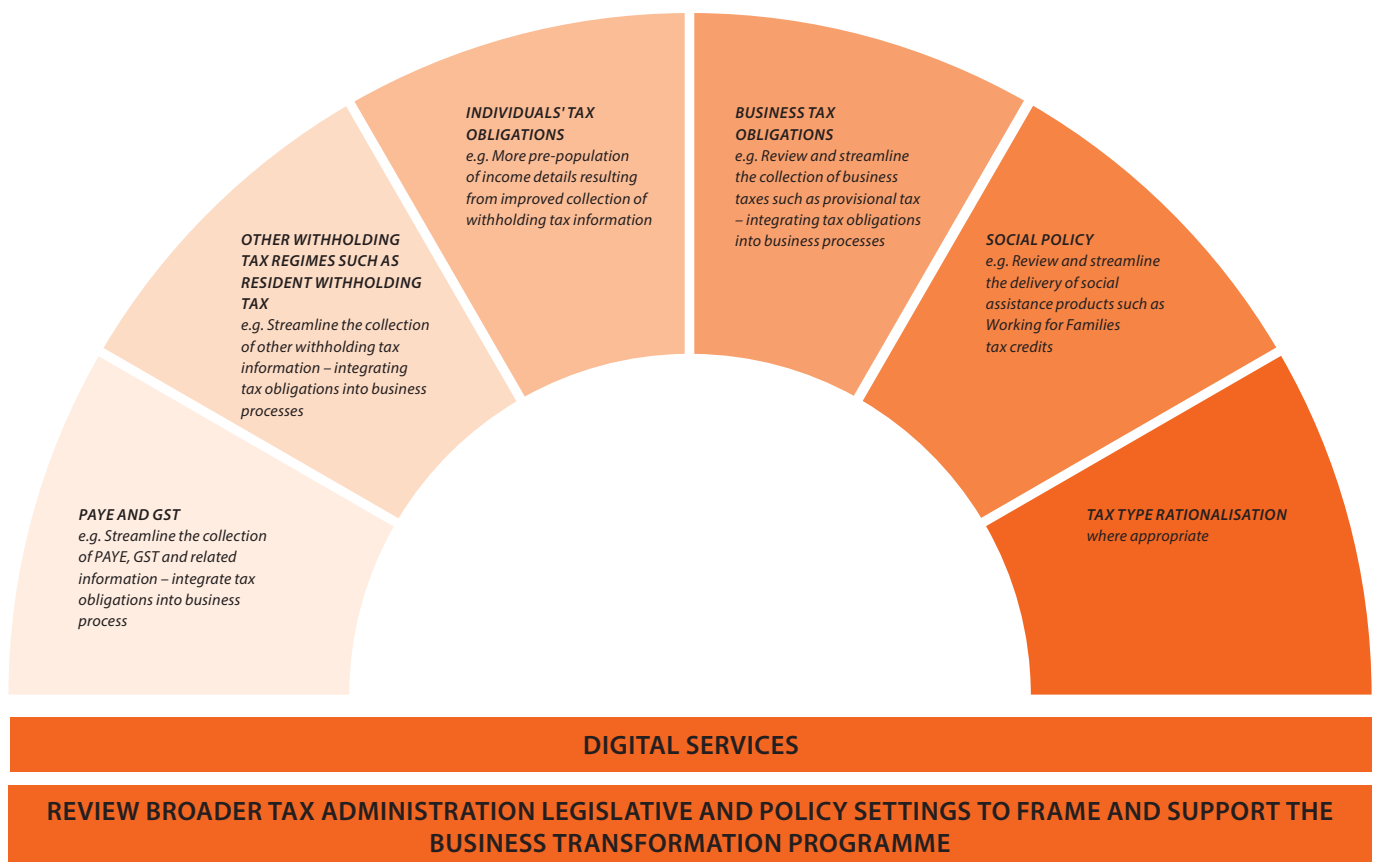 PAYE AND GST
e.g. Streamline the collection
of PAYE, GST and related
information – integrate tax
obligations into business
process
OTHER WITHHOLDING
TAX REGIMES SUCH AS
RESIDENT WITHHOLDING
TAX
e.g. Streamline the collection
of other withholding tax
information – integrating
tax obligations into business
processes
INDIVIDUALS' TAX
OBLIGATIONS
e.g. More pre-population
of income details resulting
from improved collection of
withholding tax information
BUSINESS TAX
OBLIGATIONS
e.g. Review and streamline
the collection of business
taxes such as provisional tax
– integrating tax obligations
into business processes
SOCIAL POLICY
e.g. Review and streamline
the delivery of social
assistance products such as
Working for Families
tax credits
TAX TYPE RATIONALISATION
where appropriate
DIGITAL SERVICES
REVIEW BROADER TAX ADMINISTRATION LEGISLATIVE AND POLICY SETTINGS TO FRAME AND SUPPORT THE
BUSINESS TRANSFORMATION PROGRAMME